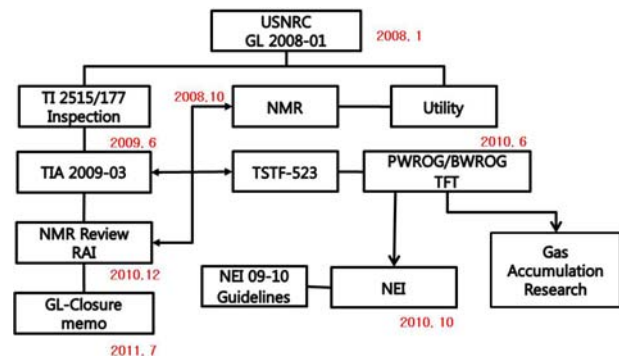 USNRC
GL 2008-01
2008, 1
TI 2515/177
Inspection
2008,10
NMR
Utility
2009, 6
2010, 6
TIA 2009-03
TSTF-523
PWROG/BWROG
TFT
NMR Review
RAI
2010,12
NEI 09-10
Guidelines
NEI
Gas
Accumulation
Research
2010, 10
GL-Closure
memo
2011, 7